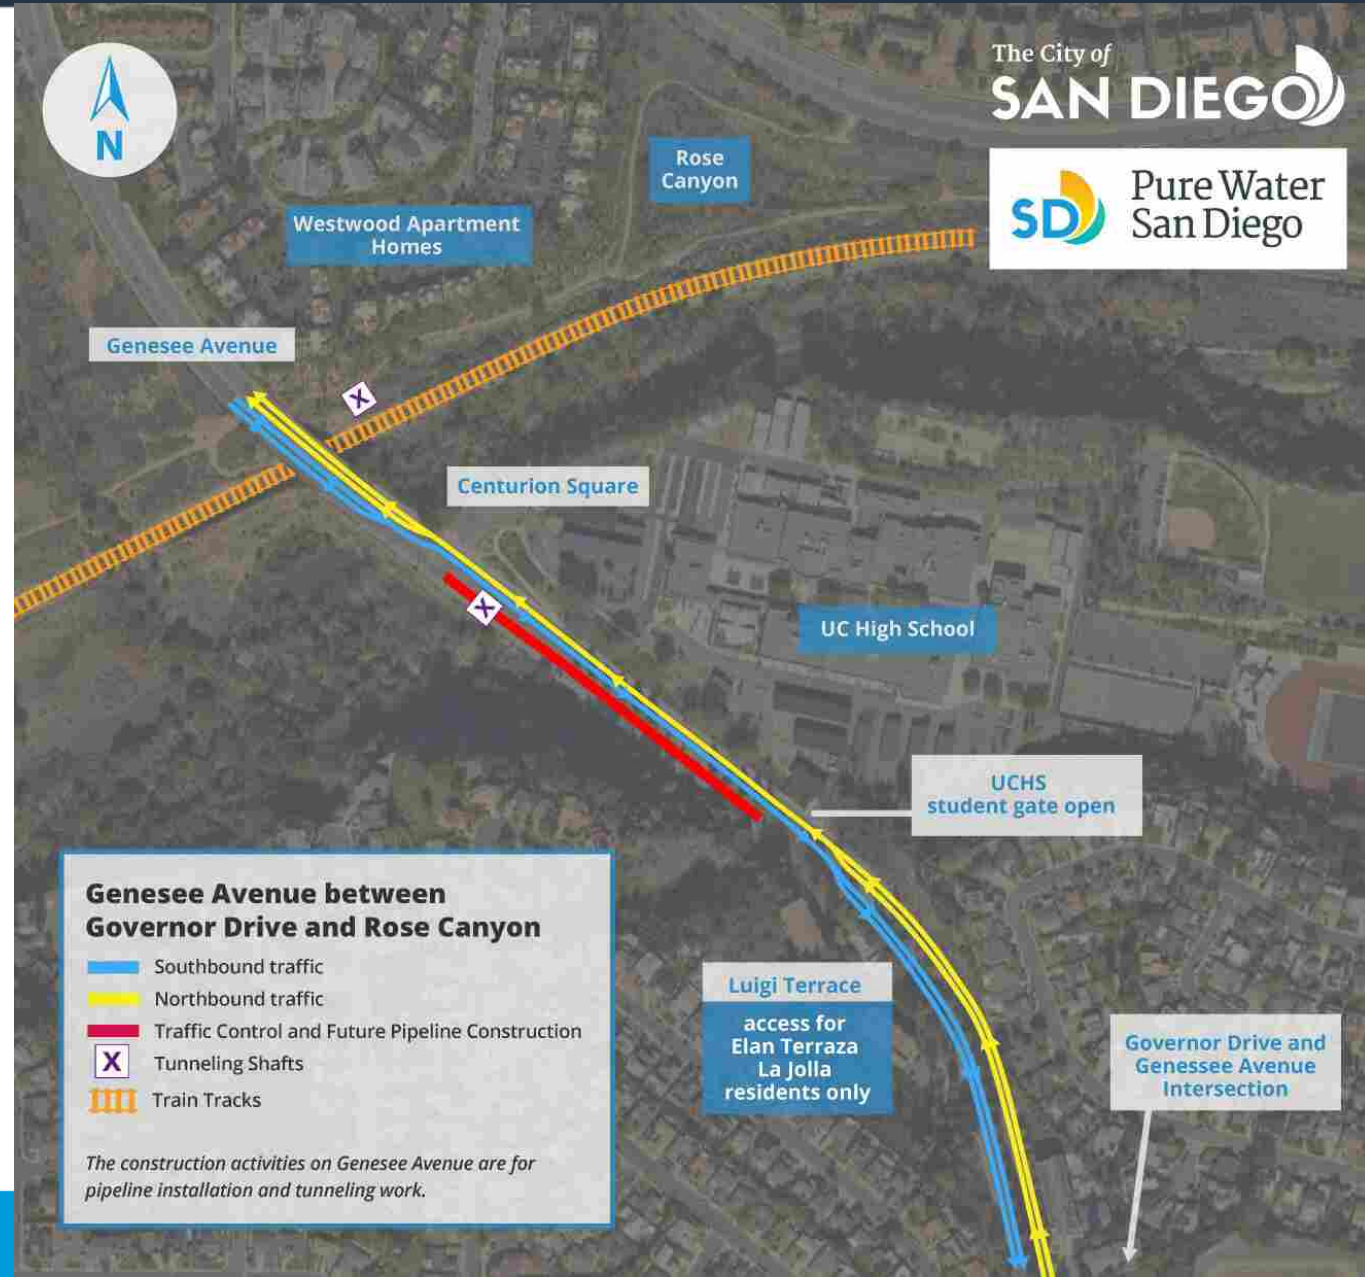 N
The City of
SAN DIEGO
SD
Pure Water
San Diego
Rose
Canyon
Westwood Apartment
Homes
Genesee Avenue
X
Centurion Square
X
UC High School
UCHS
student gate open
Luigi Terrace
access for
Elan Terraza
La Jolla
residents only
Governor Drive and
Genessee Avenue
Intersection
Genesee Avenue between
Governor Drive and Rose Canyon
Southbound traffic
Northbound traffic
Traffic Control and Future Pipeline Construction
X Tunneling Shafts
Train Tracks
The construction activities on Genesee Avenue are for
pipeline installation and tunneling work.